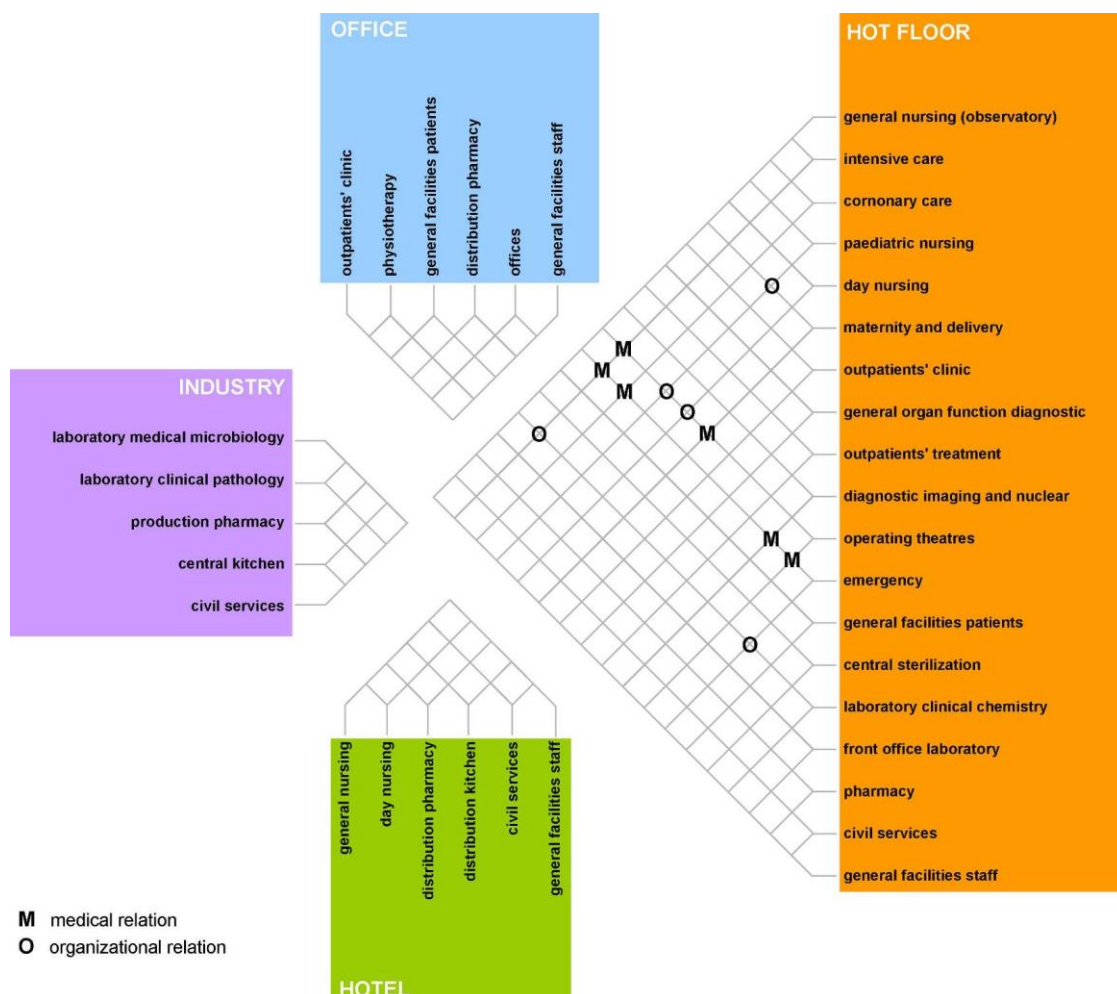 OFFICE
outpatients' clinic
physiotherapy
general facilities patients
distribution pharmacy
offices
general facilities staff
HOT FLOOR
general nursing (observatory)
intensive care
cornonary care
paediatric nursing
day nursing
maternity and delivery
outpatients' clinic
general organ function diagnostic
outpatients' treatment
diagnostic imaging and nuclear
operating theatres
emergency
general facilities patients
central sterilization
laboratory clinical chemistry
front office laboratory
pharmacy
civil services
general facilities staff
O
M
M
M
O
O
M
O
M
M
O
INDUSTRY
laboratory medical microbiology
laboratory clinical pathology
production pharmacy
central kitchen
civil services
general nursing
day nursing
distribution pharmacy
distribution kitchen
civil services
general facilities staff
HOTEL
M medical relation
O organizational relation